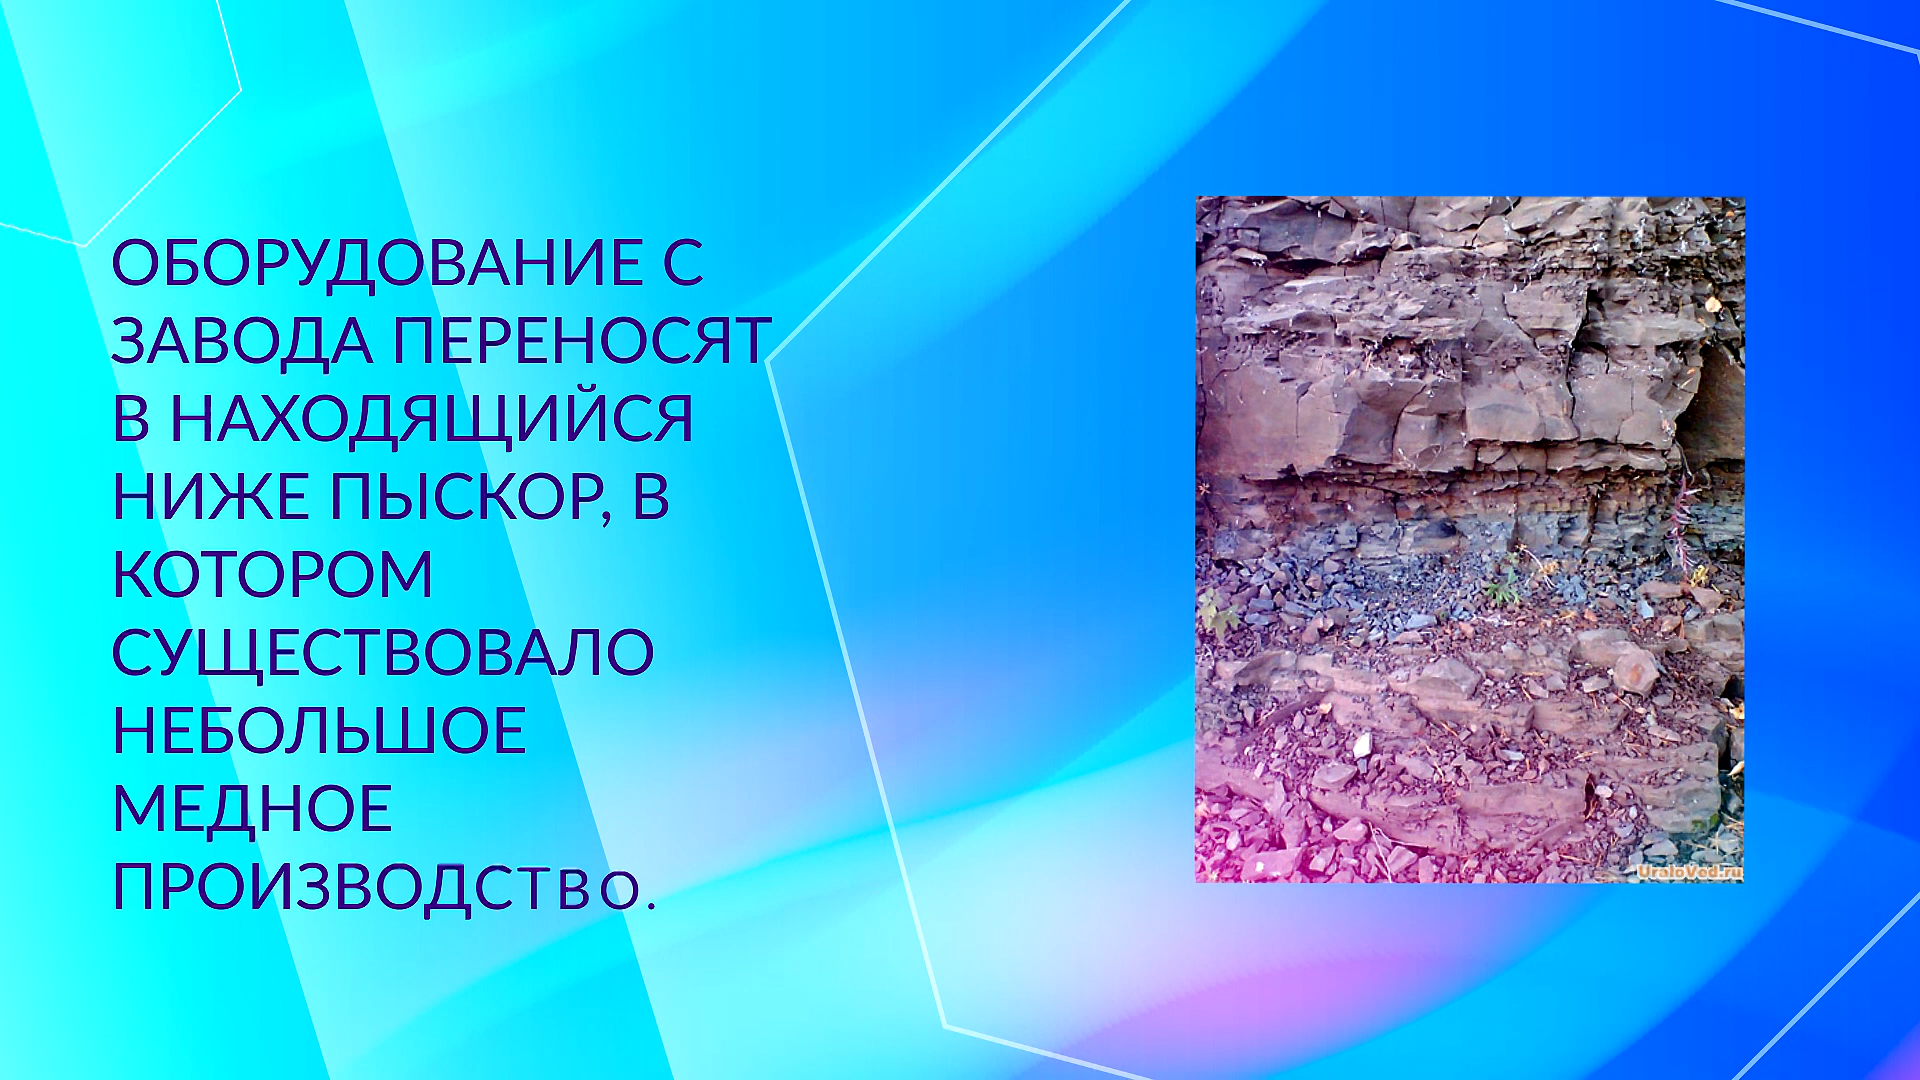 ОБОРУДОВАНИЕ С
ЗАВОДА ПЕРЕНОСЯТ
В НАХОДЯЩИЙСЯ
НИЖЕ ПЫСКОР, В
КОТОРОМ
СУЩЕСТВОВАЛО
НЕБОЛЬШОЕ
МЕДНОЕ
ПРОИЗВОДСТВО.
UraloVed.ru